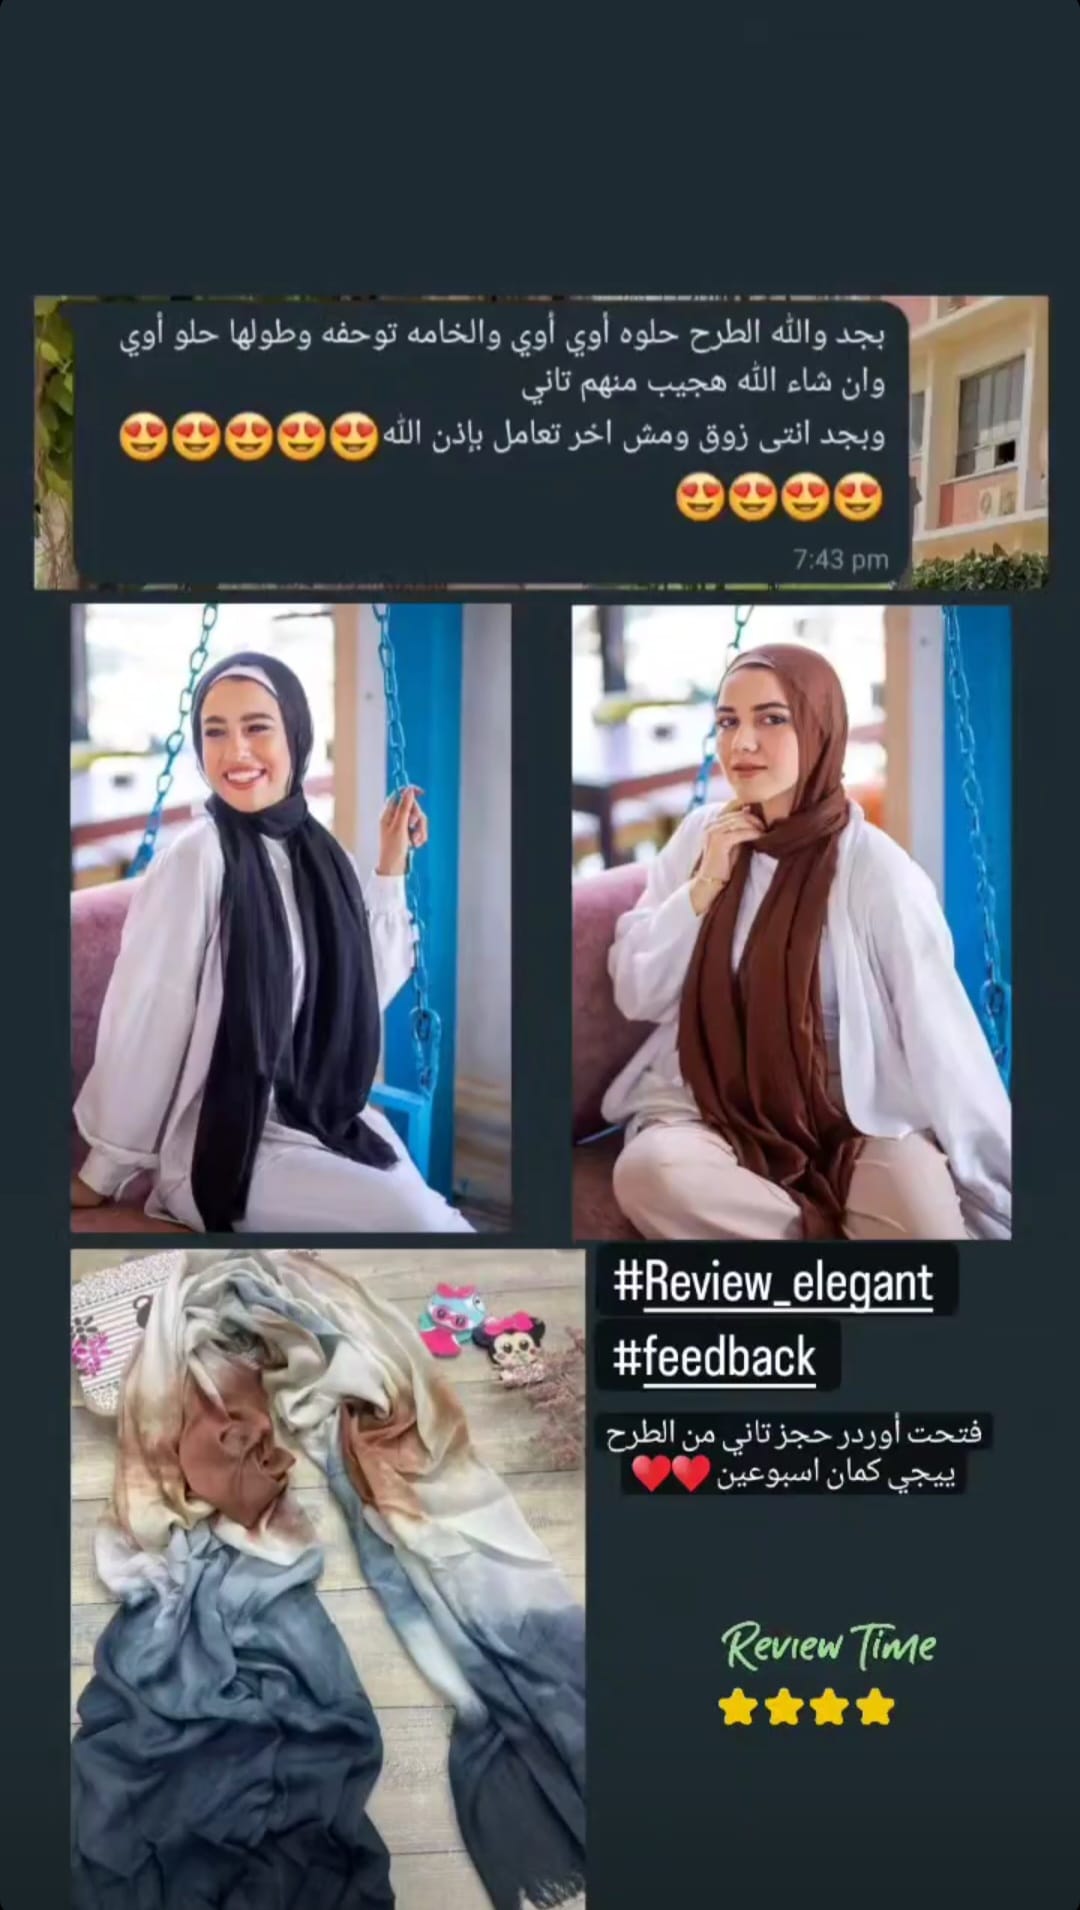 بجد والله الطرح حلوه أوي أوي والخامه توحفه وطولها حلو أوي
وان شاء الله هجيب منهم تاني
وبجد انتى زوق ومش اخر تعامل بإذن الله😍😍😍😍😍
😍😍😍😍
7:43 pm
#Review_elegant
#feedback
فتحت أوردر حجز تاني من الطرح
ييجي كمان اسبوعين ♥️♥️
Review Time
⭐⭐⭐⭐